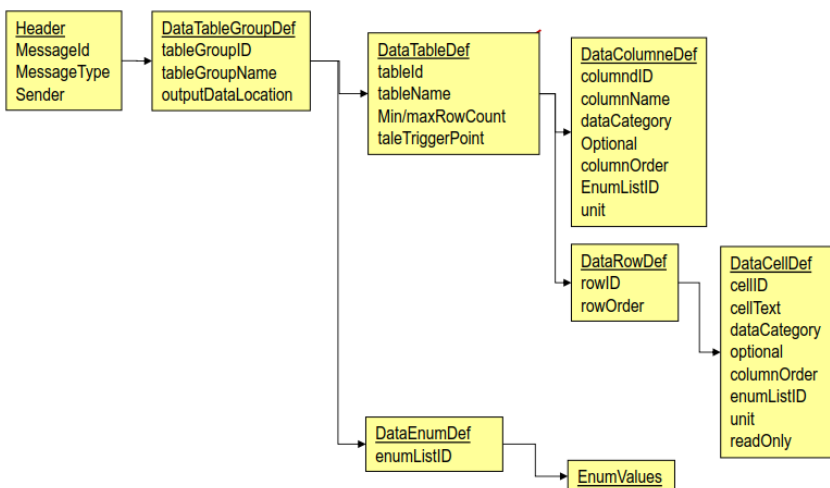 Header
MessageId
MessageType
Sender
DataTableGroupDef
tableGroupID
tableGroupName
outputDataLocation
DataTableDef
tableId
tableName
Min/maxRowCount
taleTriggerPoint
DataColumneDef
columndID
columnName
dataCategory
Optional
columnOrder
EnumListID
unit
DataRowDef
rowID
rowOrder
DataCellDef
cellID
cellText
dataCategory
optional
columnOrder
enumListID
unit
readOnly
DataEnumDef
enumListID
EnumValues